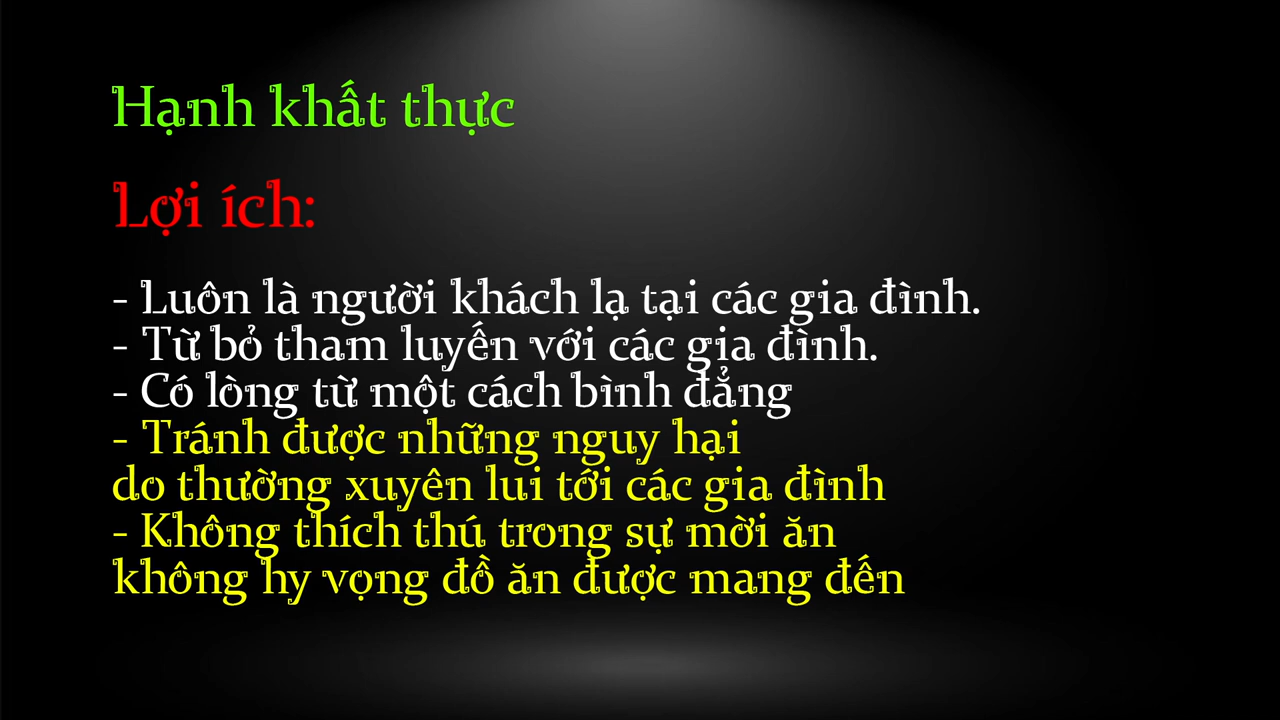 Hạnh khất thực
Lợi ích:
- Luôn là người khách lạ tại các gia đình.
- Từ bỏ tham luyến với các gia đình.
- Có lòng từ một cách bình đẳng
- Tránh được những nguy hại
do thường xuyên lui tới các gia đình
- Không thích thú trong sự mời ăn
không hy vọng đồ ăn được mang đến